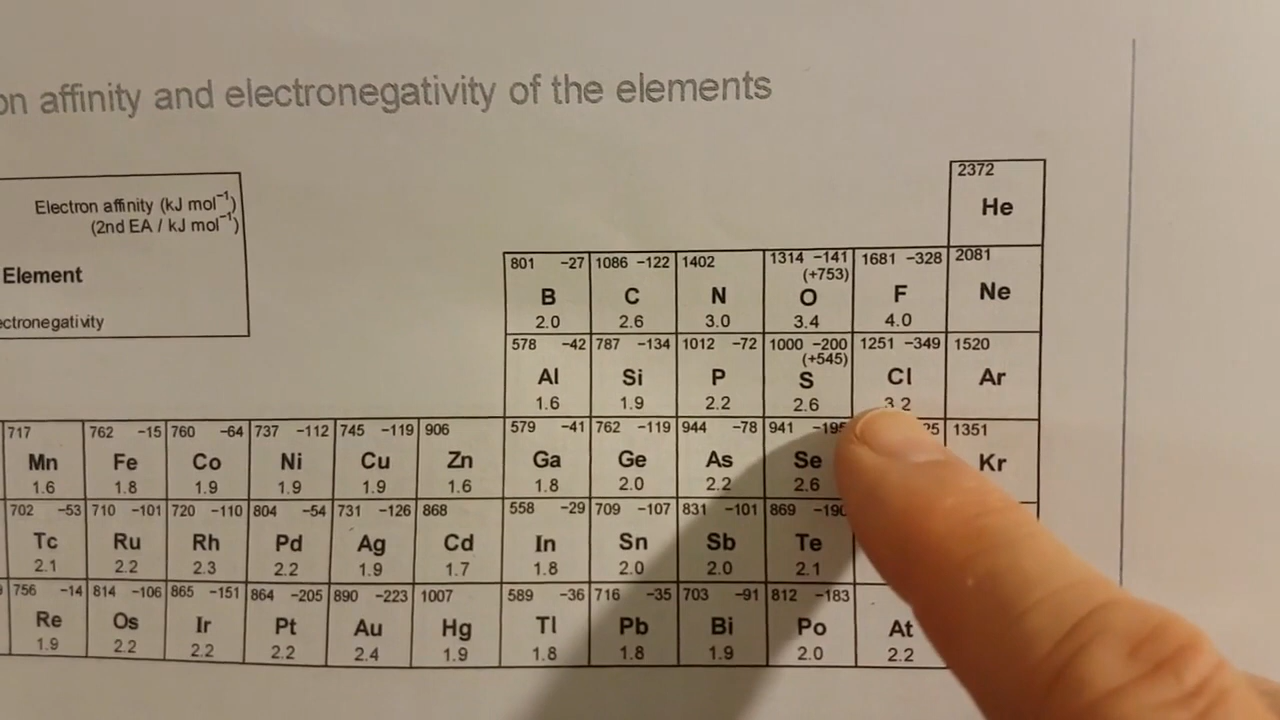 on affinity and electronegativity of the elements
Electron affinity (kJ mol⁻¹)
(2nd EA / kJ mol⁻¹)
Element
ectronegativity
2372
He
801 −27 1086 −122 1402 1314 −141 1681 −328 2081
(+753)
B C N O F Ne
2.0 2.6 3.0 3.4 4.0
578 −42 787 −134 1012 −72 1000 −200 1251 −349 1520
(+545)
Al Si P S Cl Ar
1.6 1.9 2.2 2.6 3.2
717 762 −15 760 −64 737 −112 745 −119 906 579 −41 762 −119 944 −78 941 −195 1351
Mn Fe Co Ni Cu Zn Ga Ge As Se Kr
1.6 1.8 1.9 1.9 1.9 1.6 1.8 2.0 2.2 2.6
702 −53 710 −101 720 −110 804 −54 731 −126 868 558 −29 709 −107 831 −101 869 −190
Tc Ru Rh Pd Ag Cd In Sn Sb Te
2.1 2.2 2.3 2.2 1.9 1.7 1.8 2.0 2.0 2.1
756 −14 814 −106 865 −151 864 −205 890 −223 1007 589 −36 716 −35 703 −91 812 −183
Re Os Ir Pt Au Hg Tl Pb Bi Po At
1.9 2.2 2.2 2.2 2.4 1.9 1.8 1.8 1.9 2.0 2.2